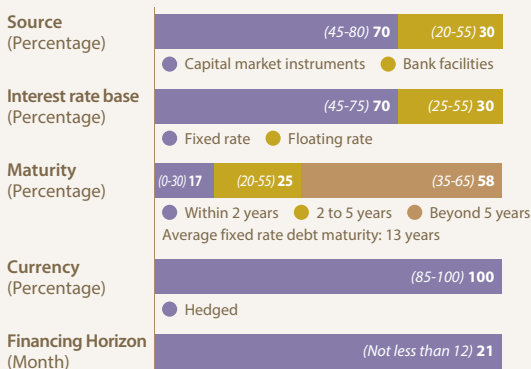 Source
(Percentage)
(45-80) 70 (20-55) 30
Capital market instruments Bank facilities
Interest rate base
(Percentage)
(45-75) 70 (25-55) 30
Fixed rate Floating rate
Maturity
(Percentage)
(0-30) 17 (20-55) 25 (35-65) 58
Within 2 years 2 to 5 years Beyond 5 years
Average fixed rate debt maturity: 13 years
Currency
(Percentage)
(85-100) 100
Hedged
Financing Horizon
(Month)
(Not less than 12) 21